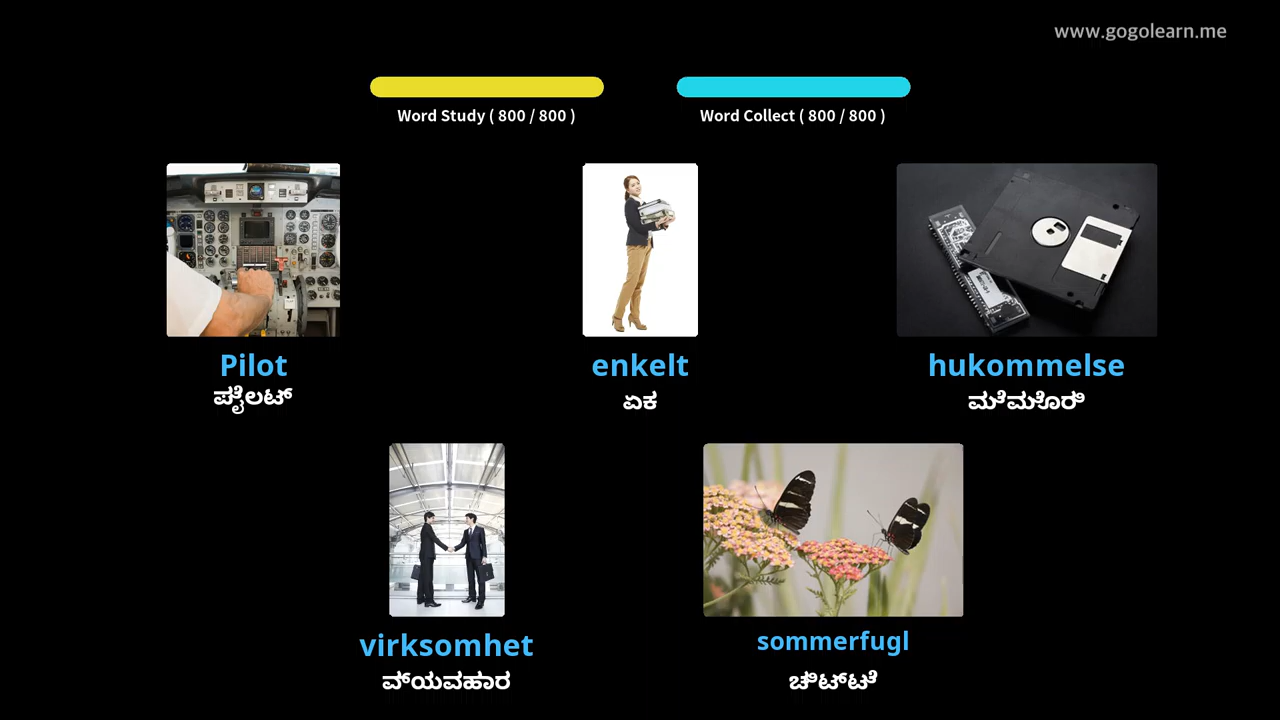 www.gogolearn.me
Word Study ( 800 / 800 )
Word Collect ( 800 / 800 )
Pilot
ಪೈಲಟ್
enkelt
ಏಕ
hukommelse
ಮೆಮೊರಿ
virksomhet
ವ್ಯವಹಾರ
sommerfugl
ಚಿಟ್ಟೆ